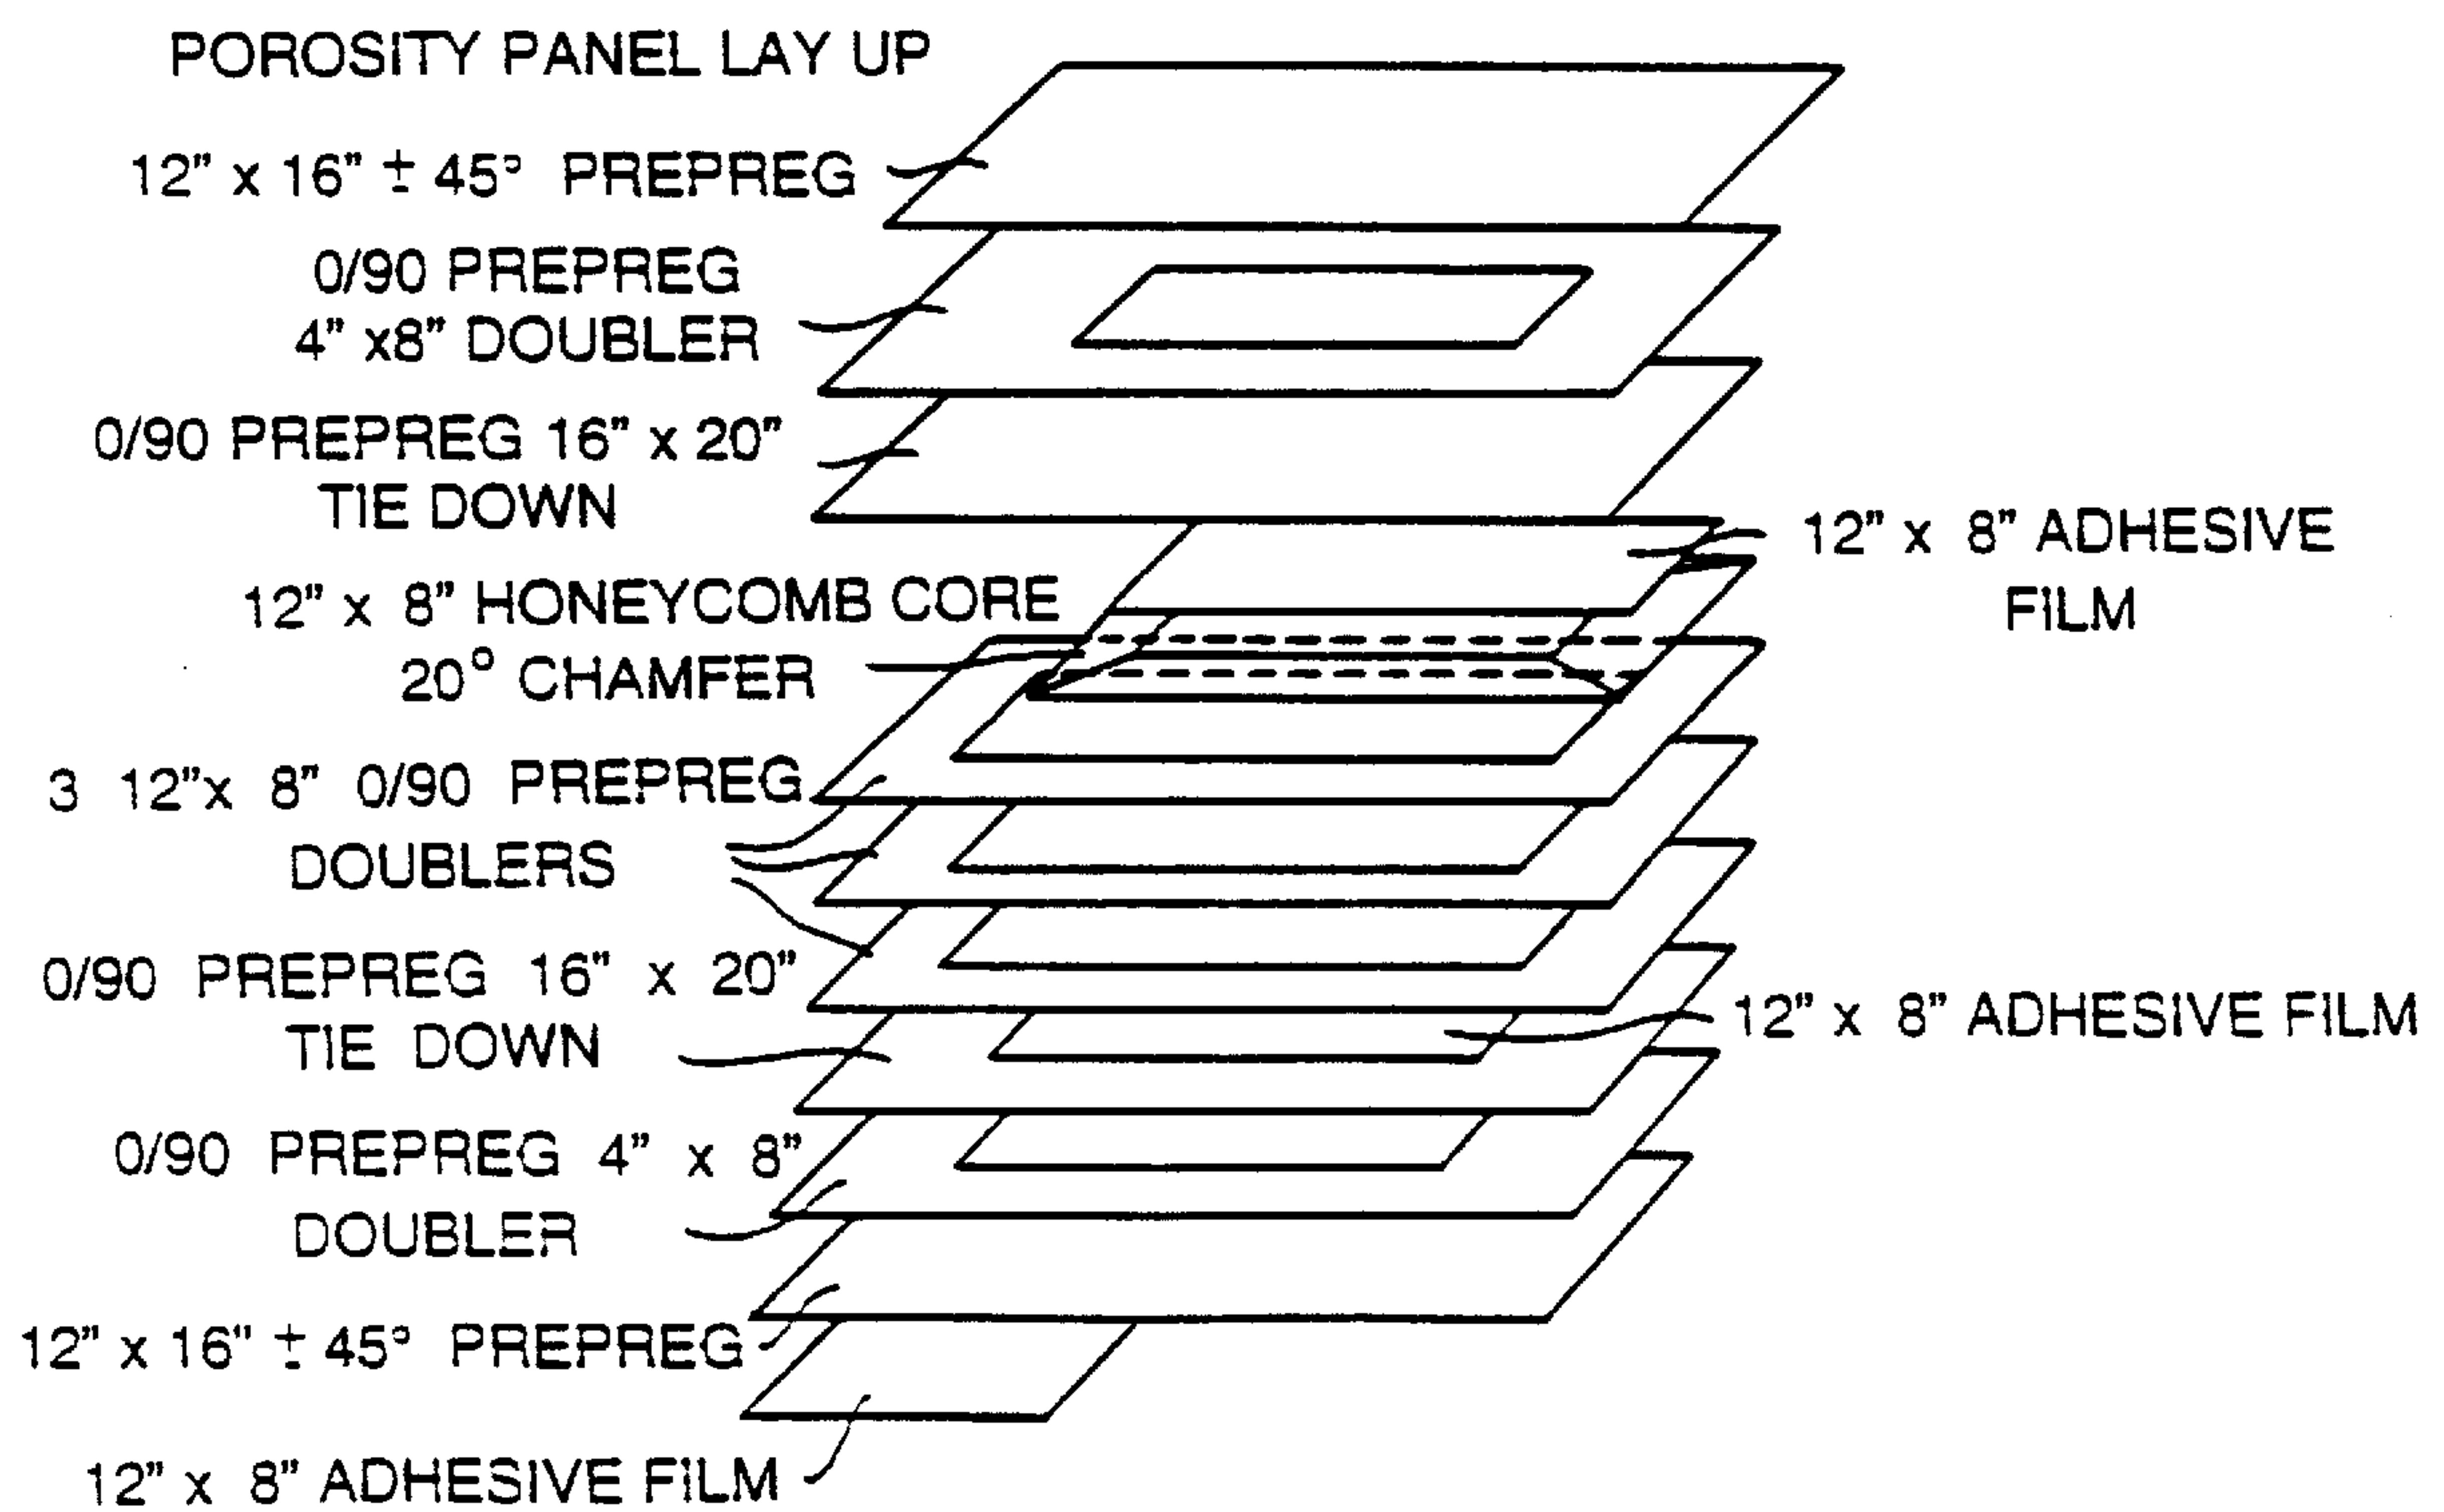 POROSITY PANEL LAY UP
12" x 16" ± 45° PREPREG
0/90 PREPREG
4" x8" DOUBLER
0/90 PREPREG 16" x 20"
TIE DOWN
12" x 8" ADHESIVE
FILM
12" x 8" HONEYCOMB CORE
20° CHAMFER
3 12"x 8" 0/90 PREPREG
DOUBLERS
0/90 PREPREG 16" x 20"
TIE DOWN
12" x 8" ADHESIVE FILM
0/90 PREPREG 4" x 8"
DOUBLER
12" x 16" ± 45° PREPREG
12" x 8" ADHESIVE FILM